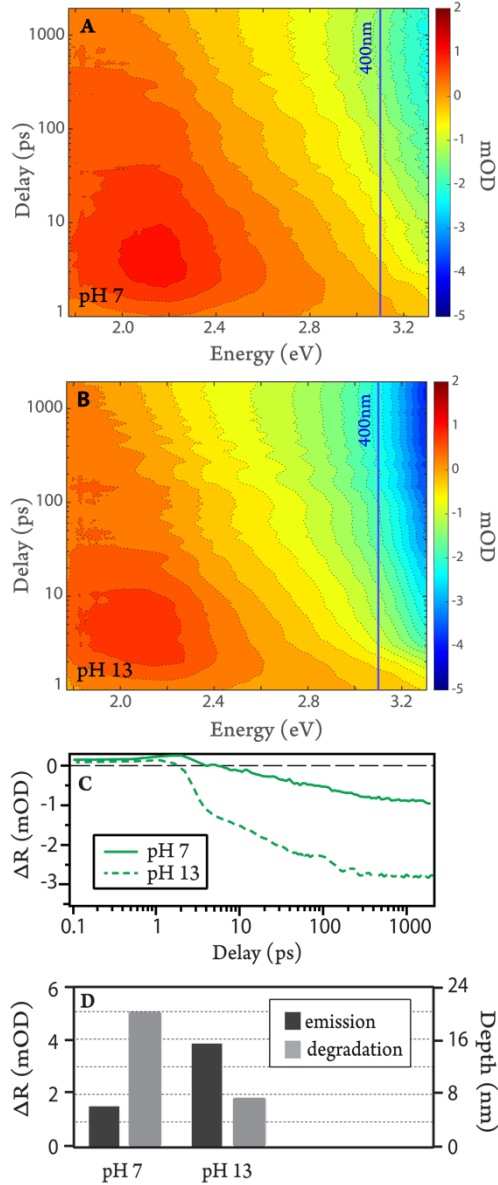 A
2
1
0
-1
-2
-3
-4
-5
mOD
1000
100
10
1
Delay (ps)
400nm
pH 7
2.0 2.4 2.8 3.2
Energy (eV)
B
2
1
0
-1
-2
-3
-4
-5
mOD
1000
100
10
1
Delay (ps)
400nm
pH 13
2.0 2.4 2.8 3.2
Energy (eV)
C
0
-1
-2
-3
ΔR (mOD)
pH 7
pH 13
0.1 1 10 100 1000
Delay (ps)
D
6
4
2
0
ΔR (mOD)
emission
degradation
24
16
8
0
Depth (nm)
pH 7 pH 13